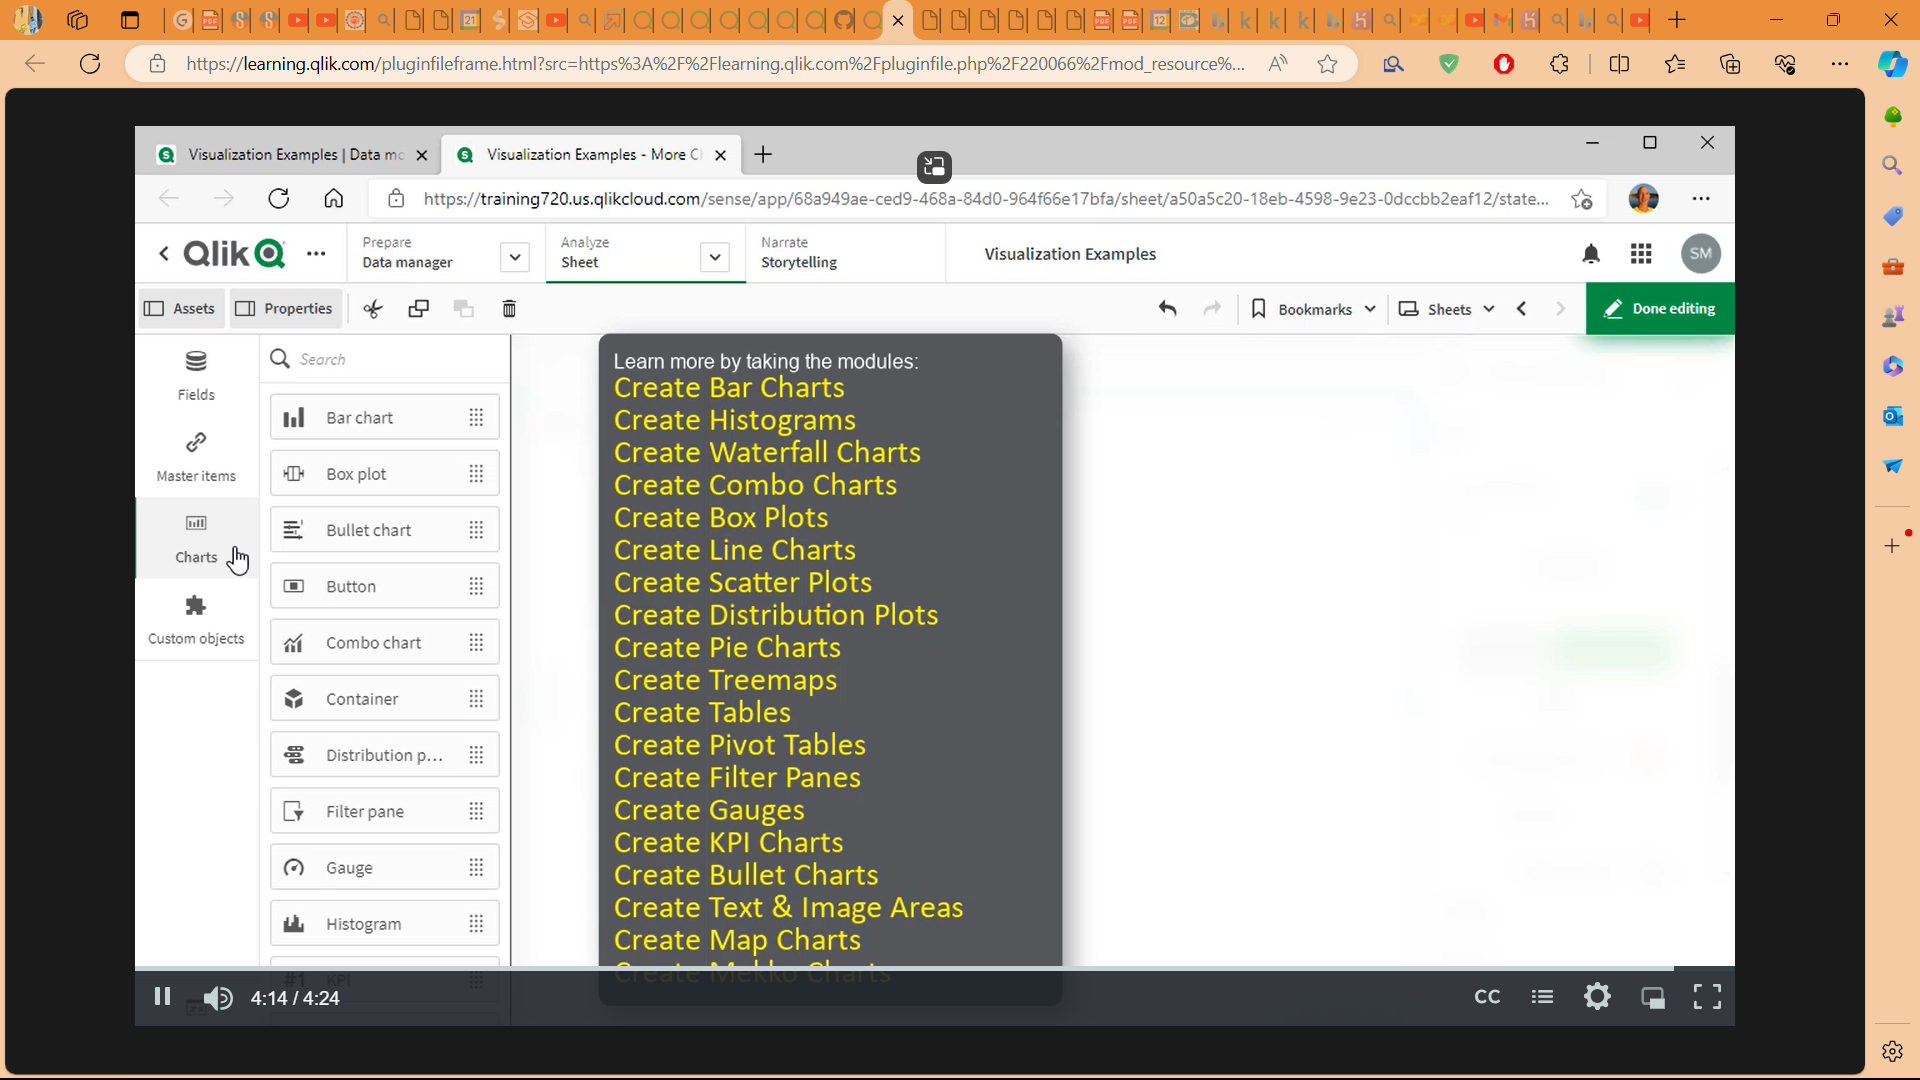 https://learning.qlik.com/pluginfileframe.html?src=https%3A%2F%2Flearning.qlik.com%2Fpluginfile.php%2F220066%2Fmod_resource%...
Visualization Examples | Data mo
Visualization Examples - More C
https://training720.us.qlikcloud.com/sense/app/68a949ae-ced9-468a-84d0-964f66e17bfa/sheet/a50a5c20-18eb-4598-9e23-0dccbb2eaf12/state...
Qlik
Prepare
Data manager
Analyze
Sheet
Narrate
Storytelling
Visualization Examples
SM
Assets
Properties
Bookmarks
Sheets
Done editing
Fields
Master items
Charts
Custom objects
Search
Bar chart
Box plot
Bullet chart
Button
Combo chart
Container
Distribution p...
Filter pane
Gauge
Histogram
#1 KPI
Learn more by taking the modules:
Create Bar Charts
Create Histograms
Create Waterfall Charts
Create Combo Charts
Create Box Plots
Create Line Charts
Create Scatter Plots
Create Distribution Plots
Create Pie Charts
Create Treemaps
Create Tables
Create Pivot Tables
Create Filter Panes
Create Gauges
Create KPI Charts
Create Bullet Charts
Create Text & Image Areas
Create Map Charts
Create Mekko Charts
4:14 / 4:24
CC